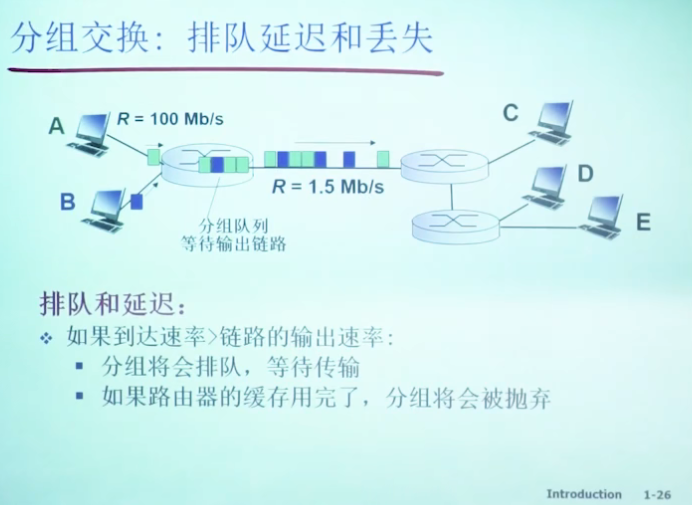 分组交换: 排队延迟和丢失
A
R = 100 Mb/s
C
B
R = 1.5 Mb/s
D
E
分组队列
等待输出链路
排队和延迟:
如果到达速率>链路的输出速率:
分组将会排队, 等待传输
如果路由器的缓存用完了, 分组将会被抛弃
Introduction 1-26